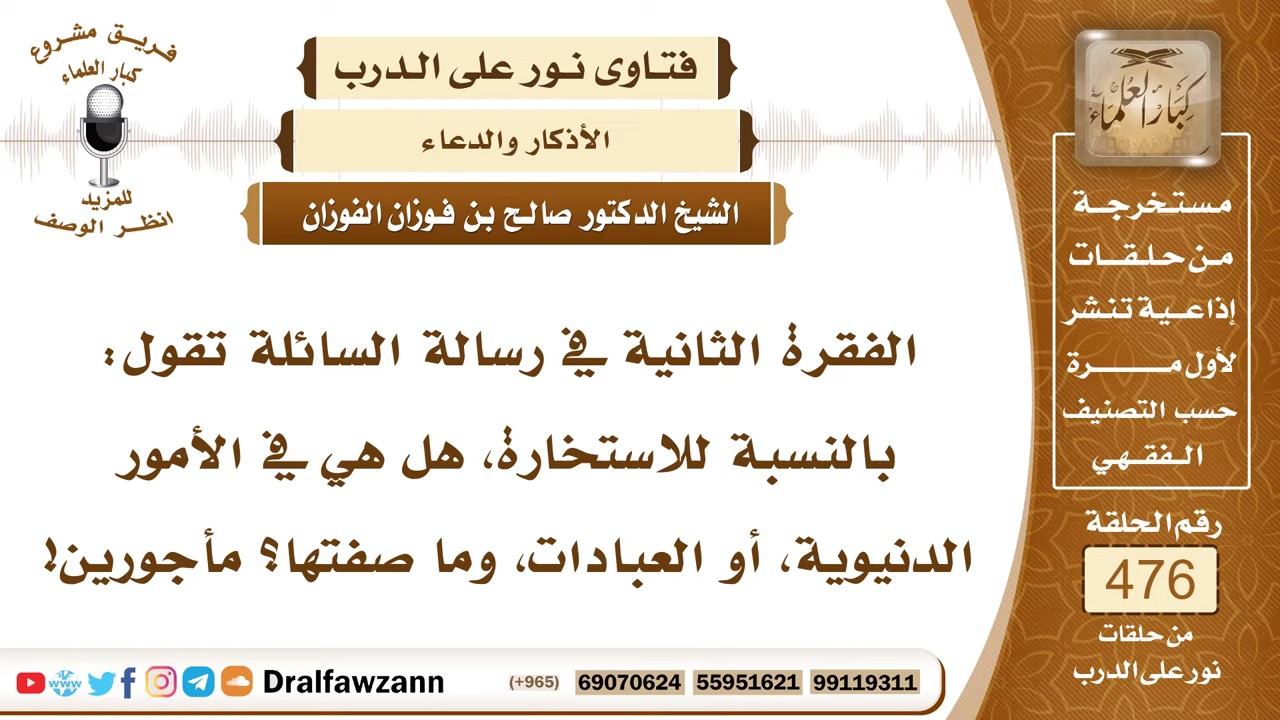 فريق مشروع
كبار العلماء
للمزيد
انظر الوصف
فتاوى نور على الدرب
الأذكار والدعاء
الشيخ الدكتور صالح بن فوزان الفوزان
الفقرة الثانية في رسالة السائلة تقول:
بالنسبة للاستخارة، هل هي في الأمور
الدنيوية، أو العبادات، وما صفتها؟ مأجورين!
كبار العلماء
مستخرجة
من حلقات
إذاعية تنشر
لأول مرة
حسب التصنيف
الفقهي
رقم الحلقة
476
من حلقات
نور على الدرب
www Dralfawzann (+965) 69070624 55951621 99119311